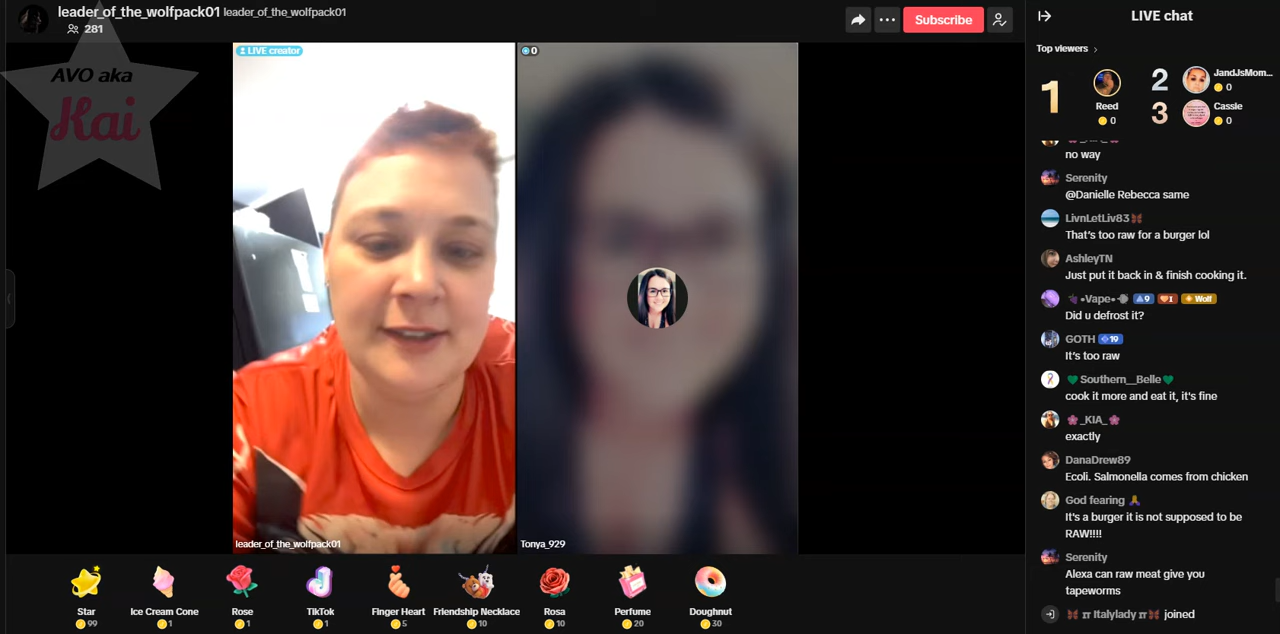 leader_of_the_wolfpack01 leader_of_the_wolfpack01
281
Subscribe
AVO aka
Kai
LIVE creator
0
leader_of_the_wolfpack01
Tonya_929
Star
99
Ice Cream Cone
1
Rose
1
TikTok
1
Finger Heart
5
Friendship Necklace
10
Rosa
10
Perfume
20
Doughnut
30
LIVE chat
Top viewers
1
Reed
0
2
JandJsMom...
0
3
Cassie
0
no way
Serenity
@Danielle Rebecca same
LivnLetLiv83
That's too raw for a burger lol
AshleyTN
Just put it back in & finish cooking it.
•Vape• 9 1 Wolf
Did u defrost it?
GOTH 19
It's too raw
Southern__Belle
cook it more and eat it, it's fine
_KIA_
exactly
DanaDrew89
Ecoli. Salmonella comes from chicken
God fearing
It's a burger it is not supposed to be
RAW!!!!
Serenity
Alexa can raw meat give you
tapeworms
Italylady joined